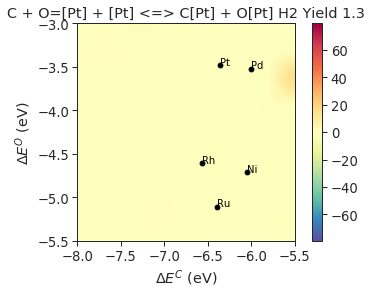 C + O=[Pt] + [Pt] <=> C[Pt] + O[Pt] H2 Yield 1.3
−3.0
−3.5
−4.0
−4.5
−5.0
−5.5
ΔE^O (eV)
Pt
Pd
Rh
Ni
Ru
−8.0 −7.5 −7.0 −6.5 −6.0 −5.5
ΔE^C (eV)
60
40
20
0
−20
−40
−60